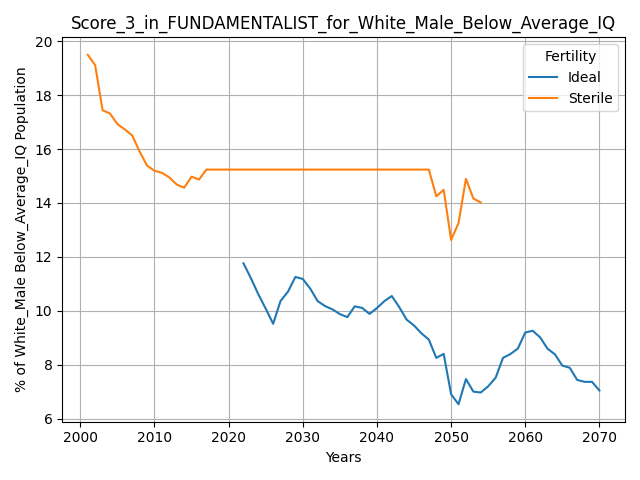 Score_3_in_FUNDAMENTALIST_for_White_Male_Below_Average_IQ
% of White_Male Below_Average_IQ Population
20
18
16
14
12
10
8
6
Fertility
Ideal
Sterile
2000 2010 2020 2030 2040 2050 2060 2070
Years